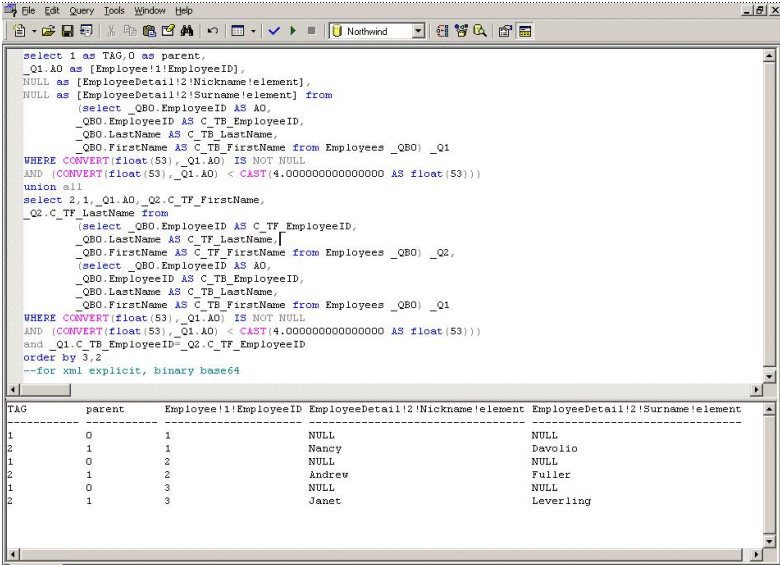 File Edit Query Tools Window Help
Northwind
select 1 as TAG,0 as parent,
_Q1.A0 as [Employee!1!EmployeeID],
NULL as [EmployeeDetail!2!Nickname!element],
NULL as [EmployeeDetail!2!Surname!element] from
(select _QB0.EmployeeID AS A0,
_QB0.EmployeeID AS C_TB_EmployeeID,
_QB0.LastName AS C_TB_LastName,
_QB0.FirstName AS C_TB_FirstName from Employees _QB0) _Q1
WHERE CONVERT(float(53),_Q1.A0) IS NOT NULL
AND (CONVERT(float(53),_Q1.A0) < CAST(4.000000000000000 AS float(53)))
union all
select 2,1,_Q1.A0,_Q2.C_TF_FirstName,
_Q2.C_TF_LastName from
(select _QB0.EmployeeID AS C_TF_EmployeeID,
_QB0.LastName AS C_TF_LastName,
_QB0.FirstName AS C_TF_FirstName from Employees _QB0) _Q2,
(select _QB0.EmployeeID AS A0,
_QB0.EmployeeID AS C_TB_EmployeeID,
_QB0.LastName AS C_TB_LastName,
_QB0.FirstName AS C_TB_FirstName from Employees _QB0) _Q1
WHERE CONVERT(float(53),_Q1.A0) IS NOT NULL
AND (CONVERT(float(53),_Q1.A0) < CAST(4.000000000000000 AS float(53)))
and _Q1.C_TB_EmployeeID=_Q2.C_TF_EmployeeID
order by 3,2
--for xml explicit, binary base64
TAG parent Employee!1!EmployeeID EmployeeDetail!2!Nickname!element EmployeeDetail!2!Surname!element
----------- ----------- --------------------- --------------------------------- --------------------------------
1 0 1 NULL NULL
2 1 1 Nancy Davolio
1 0 2 NULL NULL
2 1 2 Andrew Fuller
1 0 3 NULL NULL
2 1 3 Janet Leverling